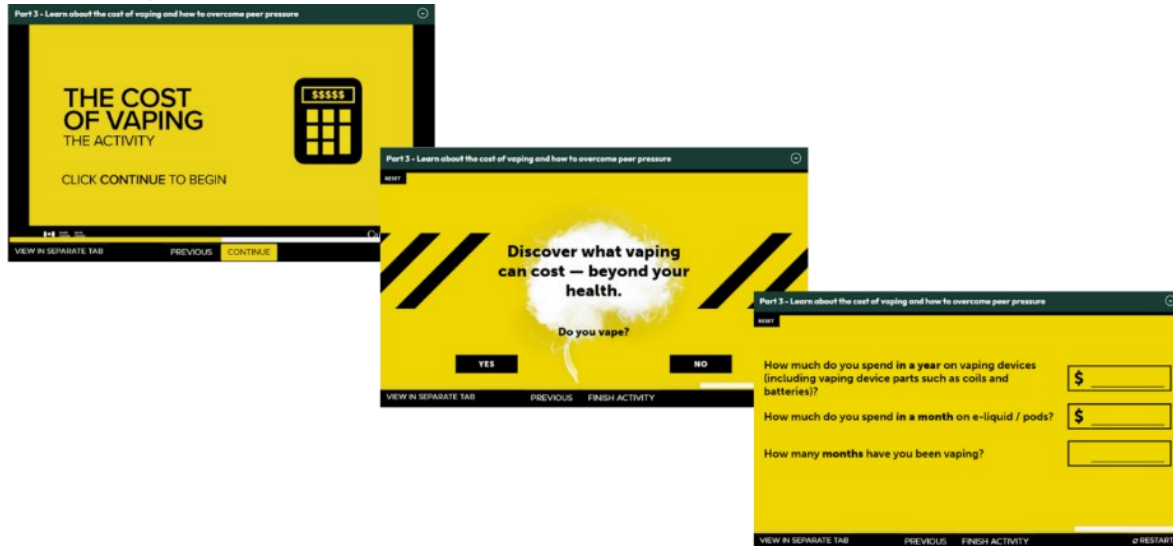 Part 3 - Learn about the cost of vaping and how to overcome peer pressure
$$$$$
THE COST
OF VAPING
THE ACTIVITY
CLICK CONTINUE TO BEGIN
VIEW IN SEPARATE TAB
PREVIOUS
CONTINUE
Part 3 - Learn about the cost of vaping and how to overcome peer pressure
RESET
Discover what vaping
can cost — beyond your
health.
Do you vape?
YES
NO
VIEW IN SEPARATE TAB
PREVIOUS
FINISH ACTIVITY
Part 3 - Learn about the cost of vaping and how to overcome peer pressure
RESET
How much do you spend in a year on vaping devices
(including vaping device parts such as coils and
batteries)?
$
How much do you spend in a month on e-liquid / pods?
$
How many months have you been vaping?
VIEW IN SEPARATE TAB
PREVIOUS
FINISH ACTIVITY
RESTART